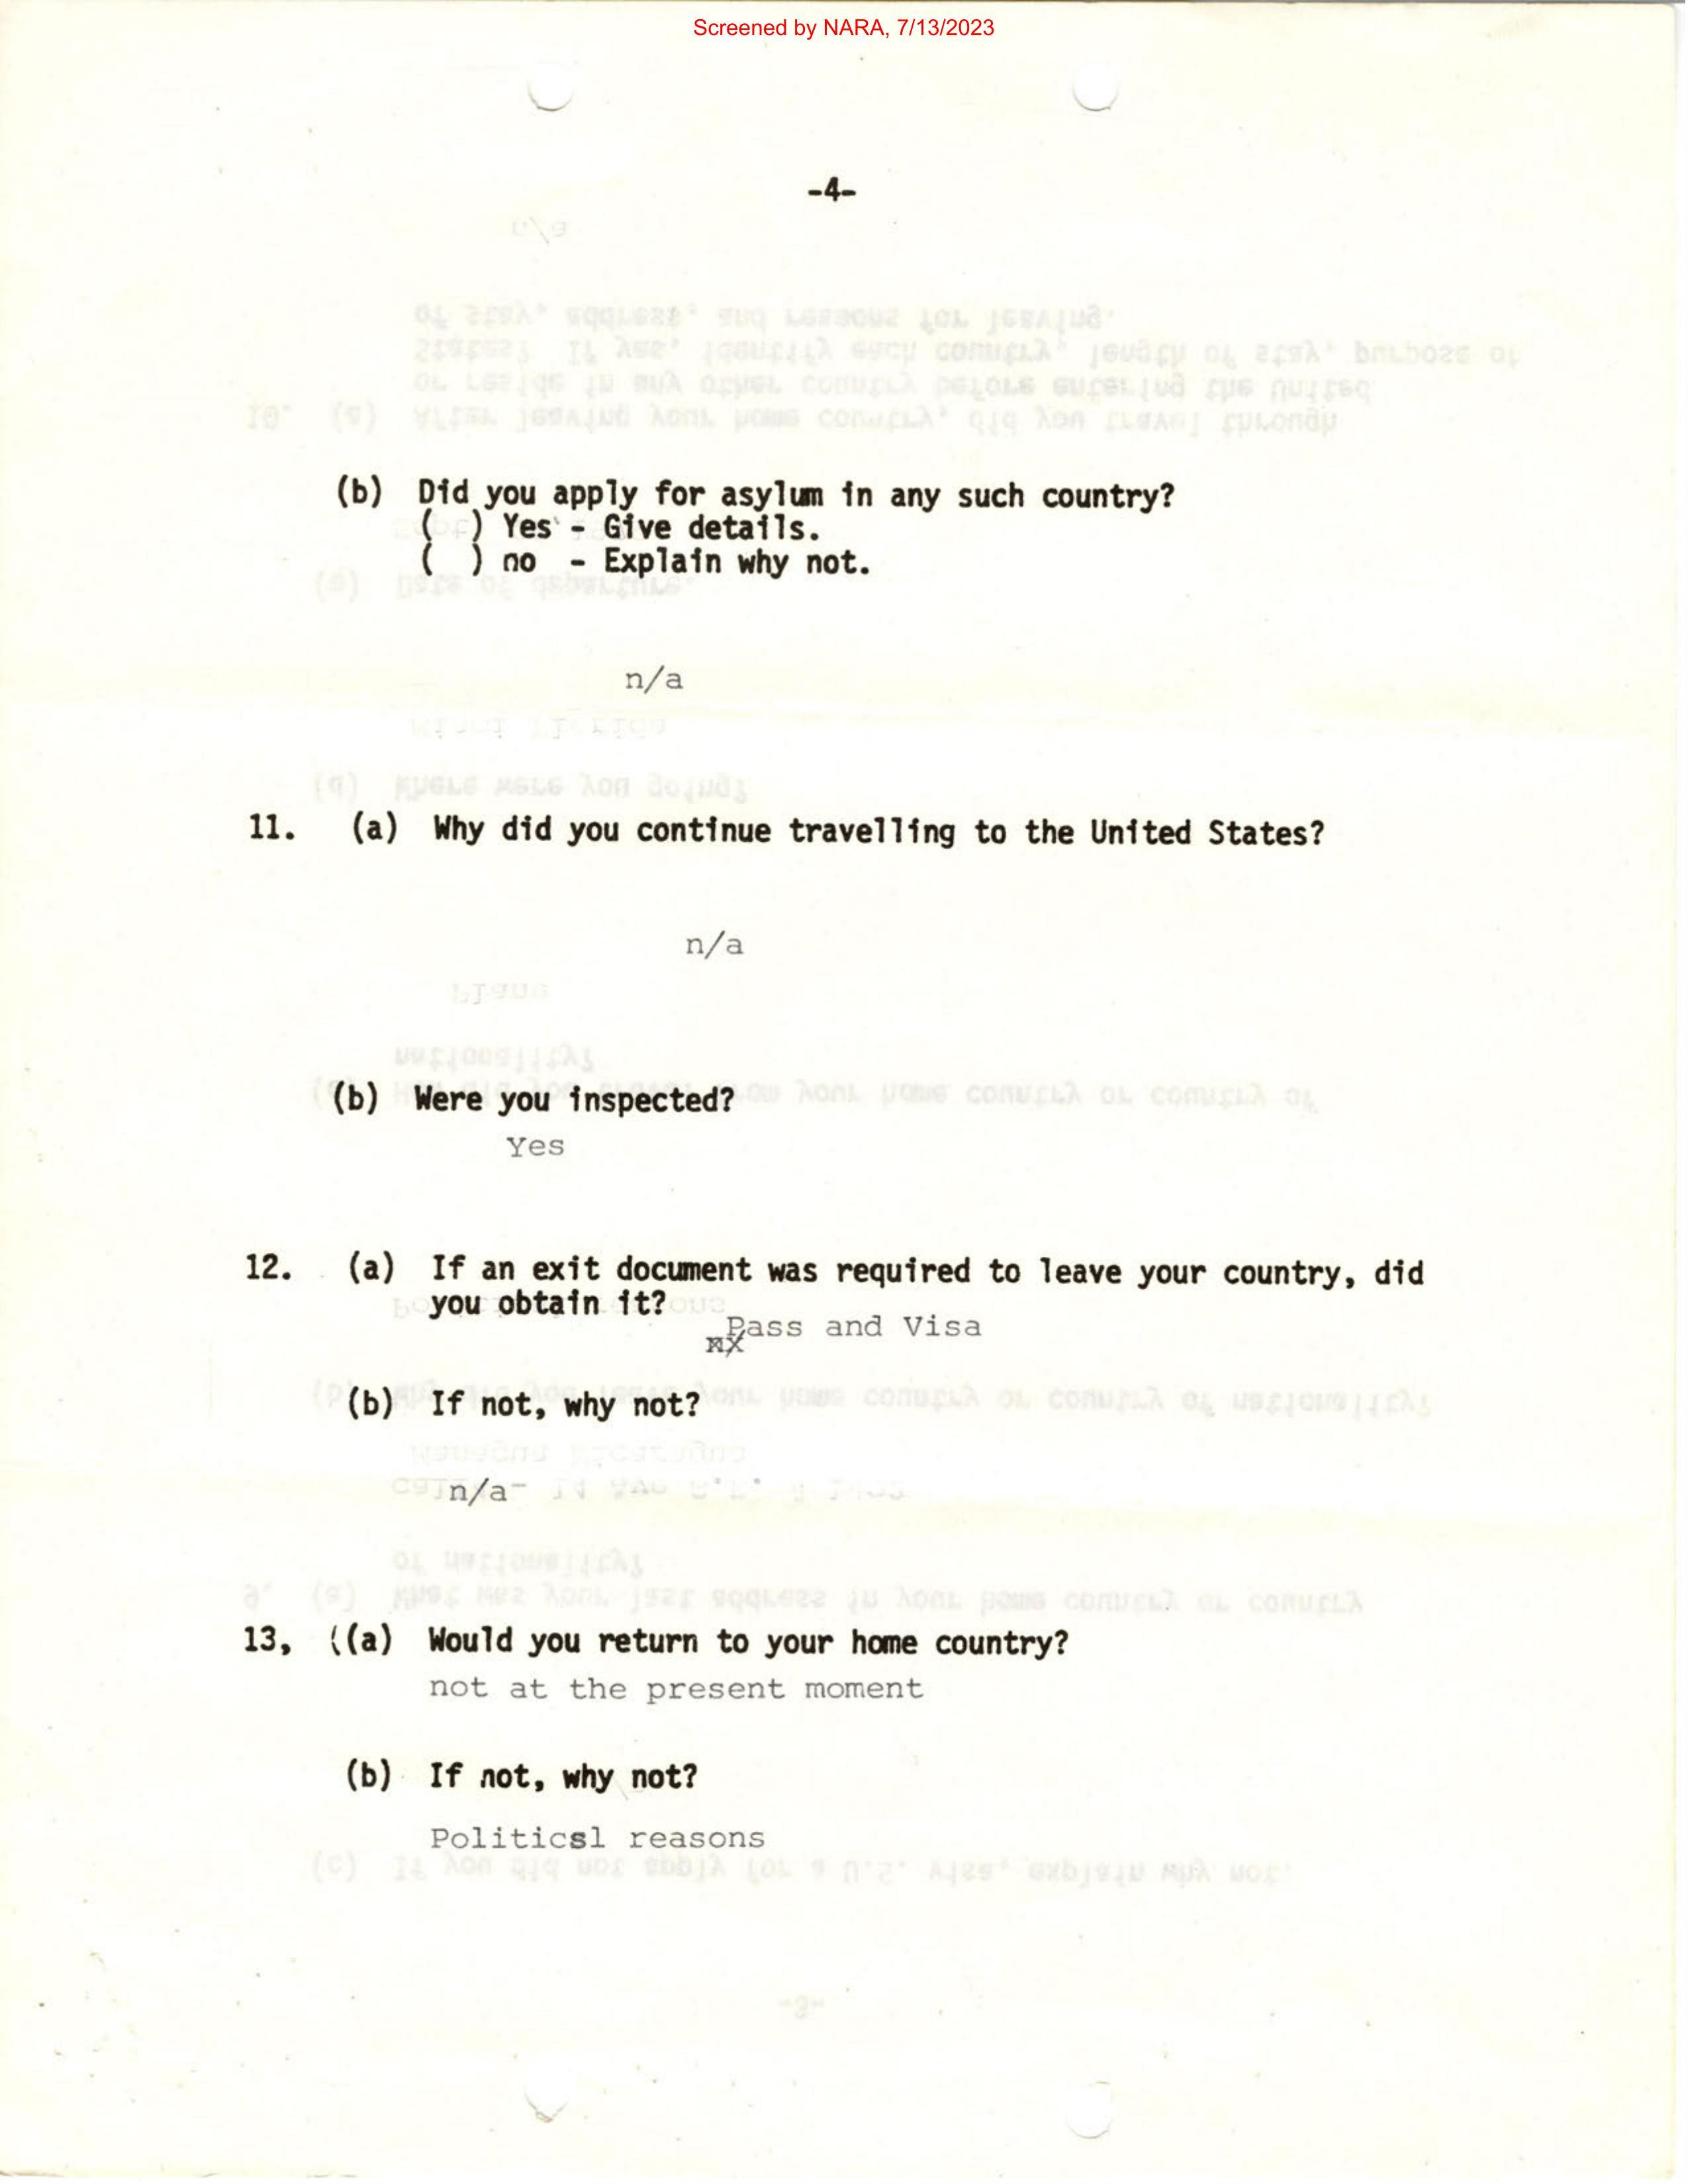 Screened by NARA, 7/13/2023
-4-
(b) Did you apply for asylum in any such country?
( ) Yes - Give details.
( ) no - Explain why not.
n/a
11. (a) Why did you continue travelling to the United States?
n/a
(b) Were you inspected?
Yes
12. (a) If an exit document was required to leave your country, did
you obtain it?
Pass and Visa
(b) If not, why not?
n/a
13, ((a) Would you return to your home country?
not at the present moment
(b) If not, why not?
Politicsl reasons